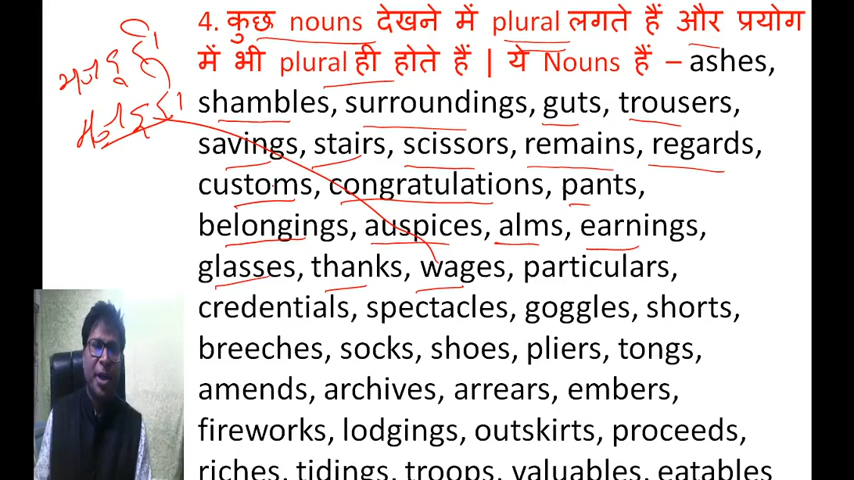 4. कुछ nouns देखने में plural लगते हैं और प्रयोग
में भी plural ही होते हैं | ये Nouns हैं – ashes,
shambles, surroundings, guts, trousers,
savings, stairs, scissors, remains, regards,
customs, congratulations, pants,
belongings, auspices, alms, earnings,
glasses, thanks, wages, particulars,
credentials, spectacles, goggles, shorts,
breeches, socks, shoes, pliers, tongs,
amends, archives, arrears, embers,
fireworks, lodgings, outskirts, proceeds,
riches, tidings, troops, valuables, eatables